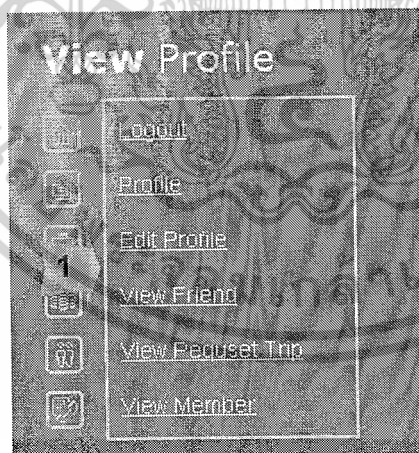 View Profile
Logout
Profile
Edit Profile
1
View Friend
View Requset Trip
View Member